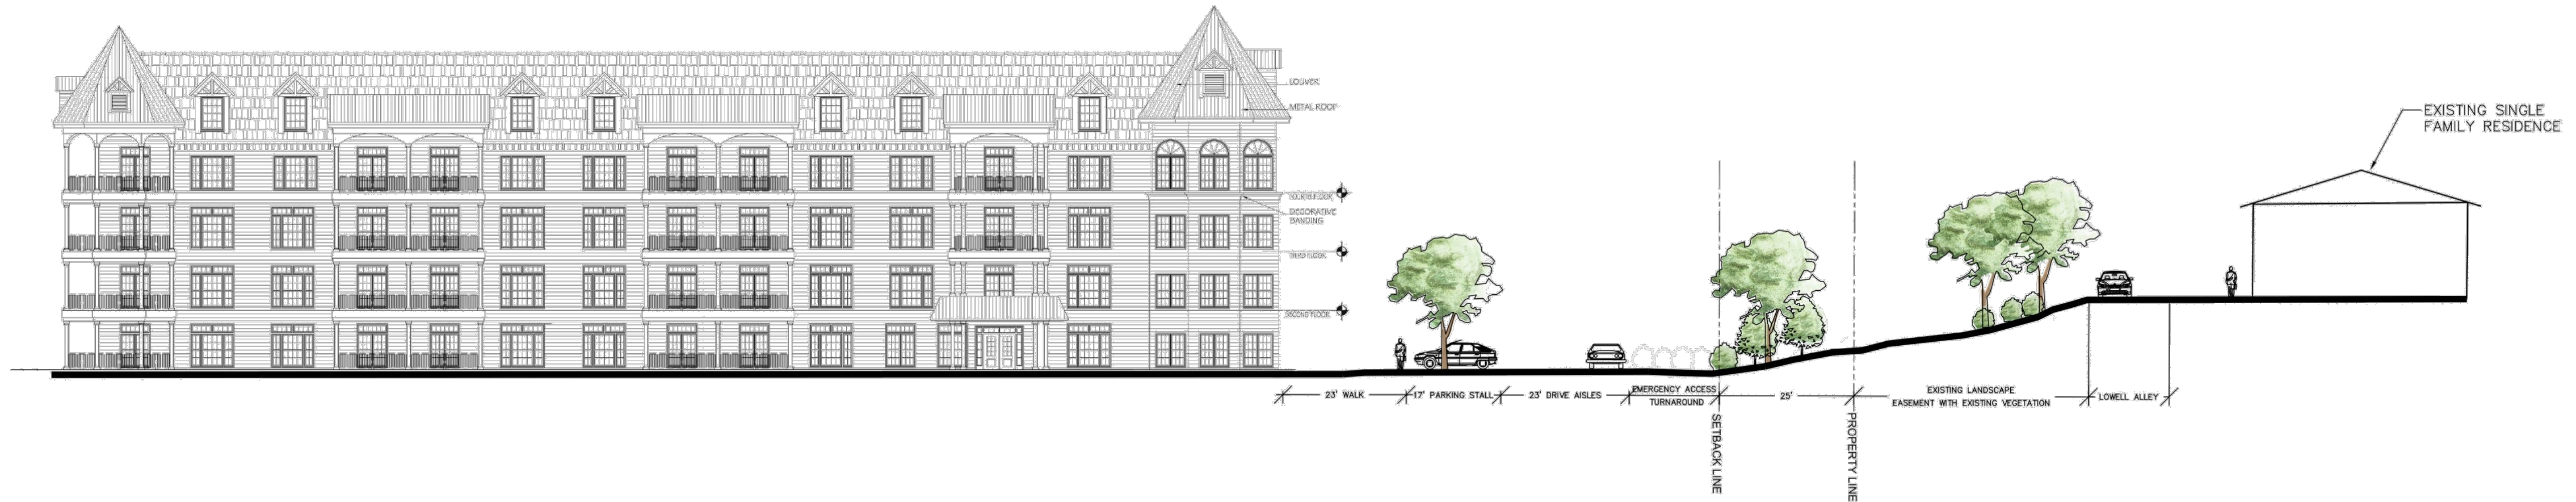 LOUVER
METAL ROOF
FOURTH FLOOR
DECORATIVE
BANDING
THIRD FLOOR
SECOND FLOOR
EXISTING SINGLE
FAMILY RESIDENCE
23' WALK
17' PARKING STALL
23' DRIVE AISLES
EMERGENCY ACCESS
TURNAROUND
25'
EXISTING LANDSCAPE
EASEMENT WITH EXISTING VEGETATION
LOWELL ALLEY
SETBACK LINE
PROPERTY LINE